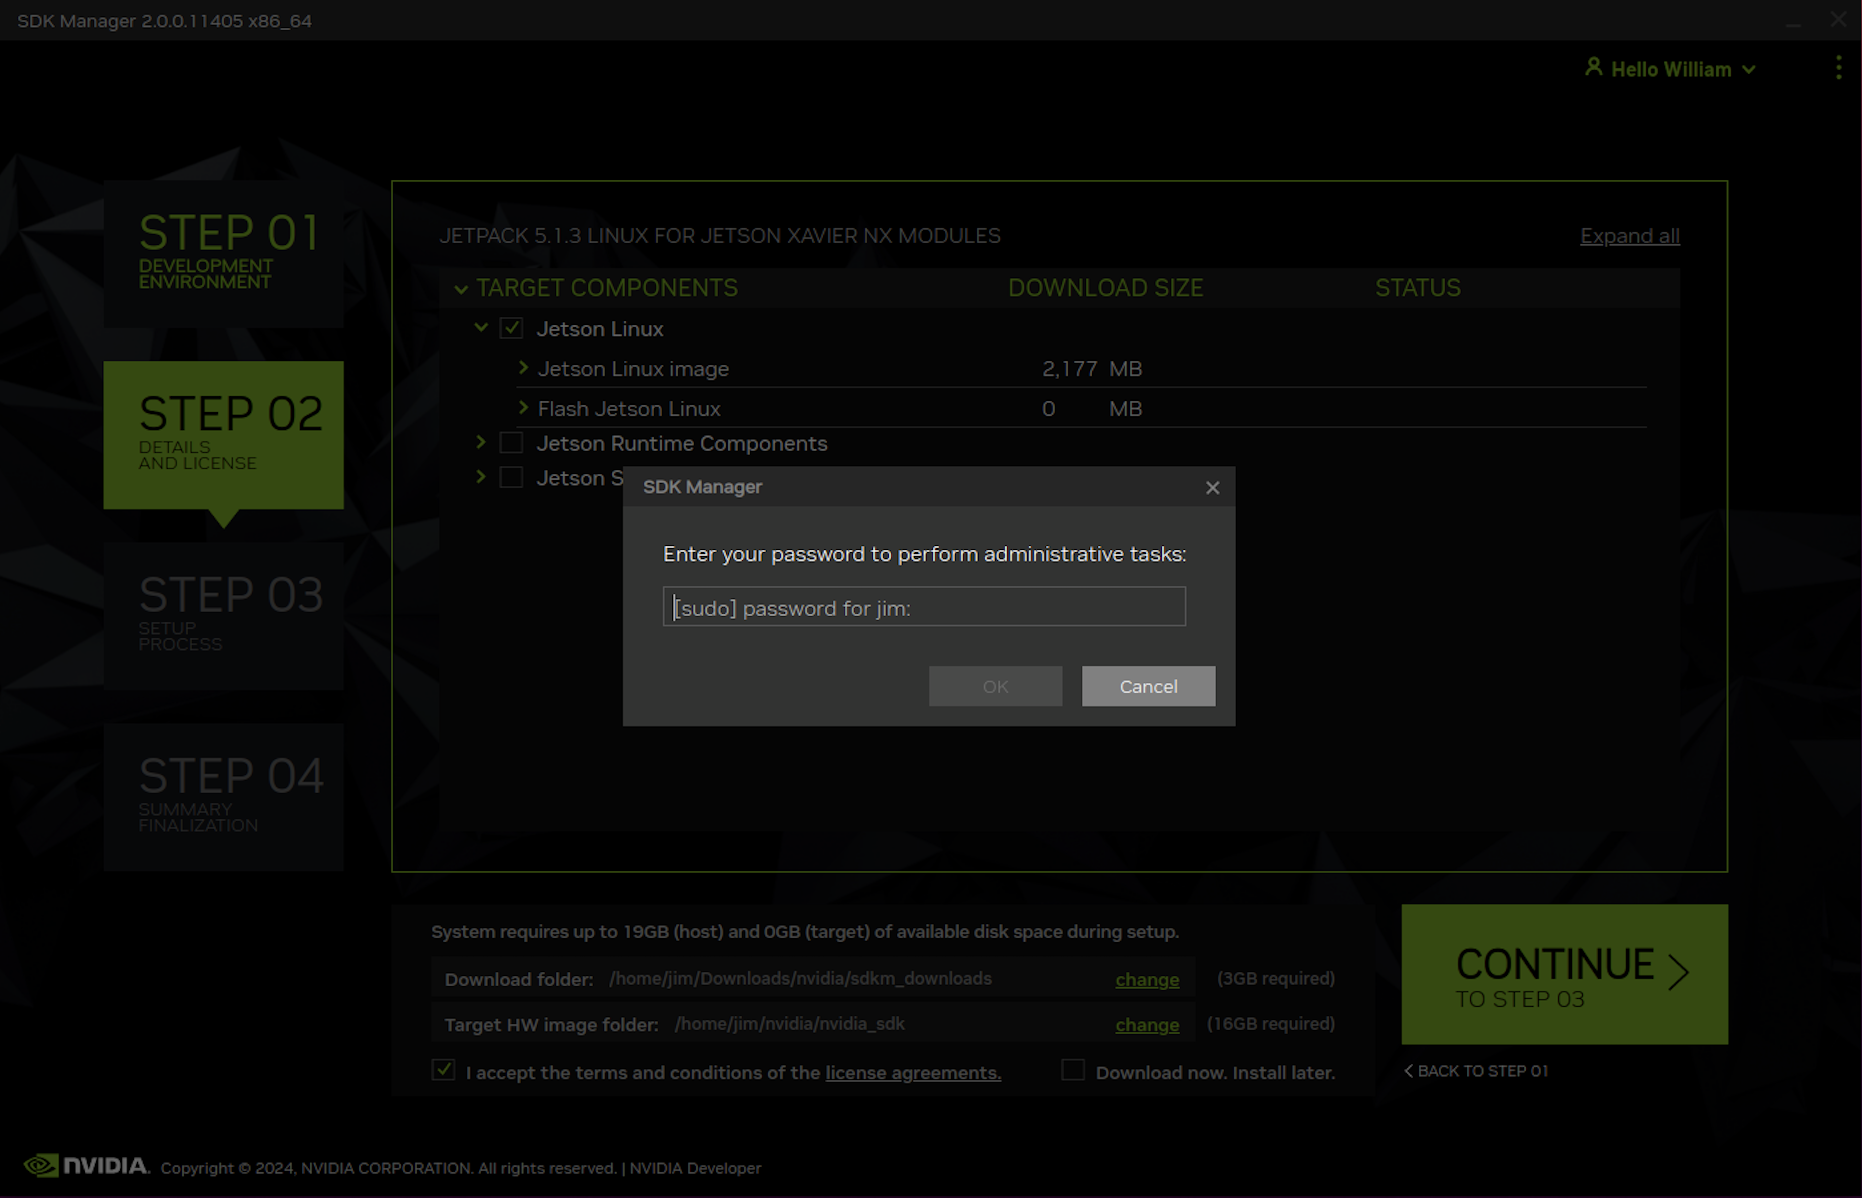 SDK Manager 2.0.0.11405 x86_64
Hello William
STEP 01
DEVELOPMENT
ENVIRONMENT
STEP 02
DETAILS
AND LICENSE
STEP 03
SETUP
PROCESS
STEP 04
SUMMARY
FINALIZATION
JETPACK 5.1.3 LINUX FOR JETSON XAVIER NX MODULES Expand all
TARGET COMPONENTS DOWNLOAD SIZE STATUS
Jetson Linux
Jetson Linux image 2,177 MB
Flash Jetson Linux 0 MB
Jetson Runtime Components
Jetson S
SDK Manager
Enter your password to perform administrative tasks:
[sudo] password for jim:
OK Cancel
System requires up to 19GB (host) and 0GB (target) of available disk space during setup.
Download folder: /home/jim/Downloads/nvidia/sdkm_downloads change (3GB required)
Target HW image folder: /home/jim/nvidia/nvidia_sdk change (16GB required)
I accept the terms and conditions of the license agreements. Download now. Install later.
CONTINUE
TO STEP 03
BACK TO STEP 01
NVIDIA. Copyright © 2024, NVIDIA CORPORATION. All rights reserved. | NVIDIA Developer